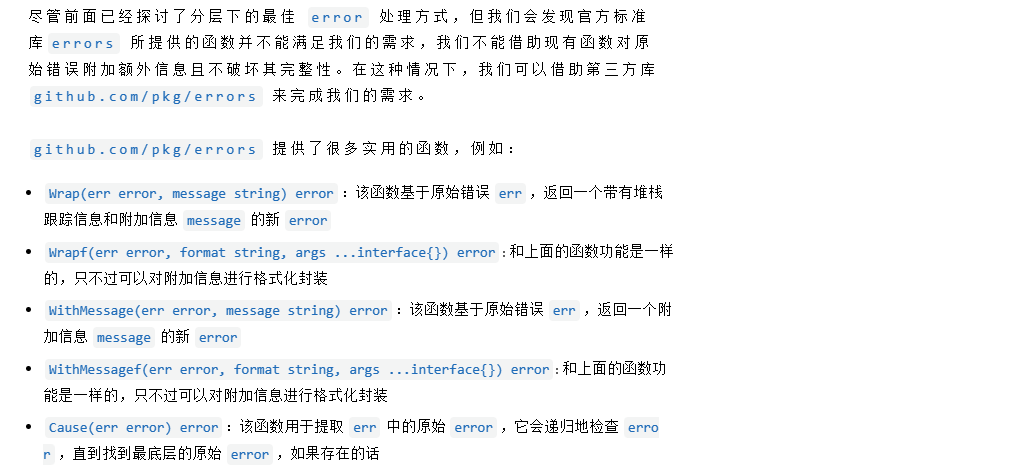 尽管前面已经探讨了分层下的最佳 error 处理方式，但我们会发现官方标准
库 errors 所提供的函数并不能满足我们的需求，我们不能借助现有函数对原
始错误附加额外信息且不破坏其完整性。在这种情况下，我们可以借助第三方库
github.com/pkg/errors 来完成我们的需求。
github.com/pkg/errors 提供了很多实用的函数，例如：
• Wrap(err error, message string) error ：该函数基于原始错误 err ，返回一个带有堆栈
跟踪信息和附加信息 message 的新 error
• Wrapf(err error, format string, args ...interface{}) error ：和上面的函数功能是一样
的，只不过可以对附加信息进行格式化封装
• WithMessage(err error, message string) error ：该函数基于原始错误 err ，返回一个附
加信息 message 的新 error
• WithMessagef(err error, format string, args ...interface{}) error ：和上面的函数功
能是一样的，只不过可以对附加信息进行格式化封装
• Cause(err error) error ：该函数用于提取 err 中的原始 error ，它会递归地检查 erro
r ，直到找到最底层的原始 error ，如果存在的话